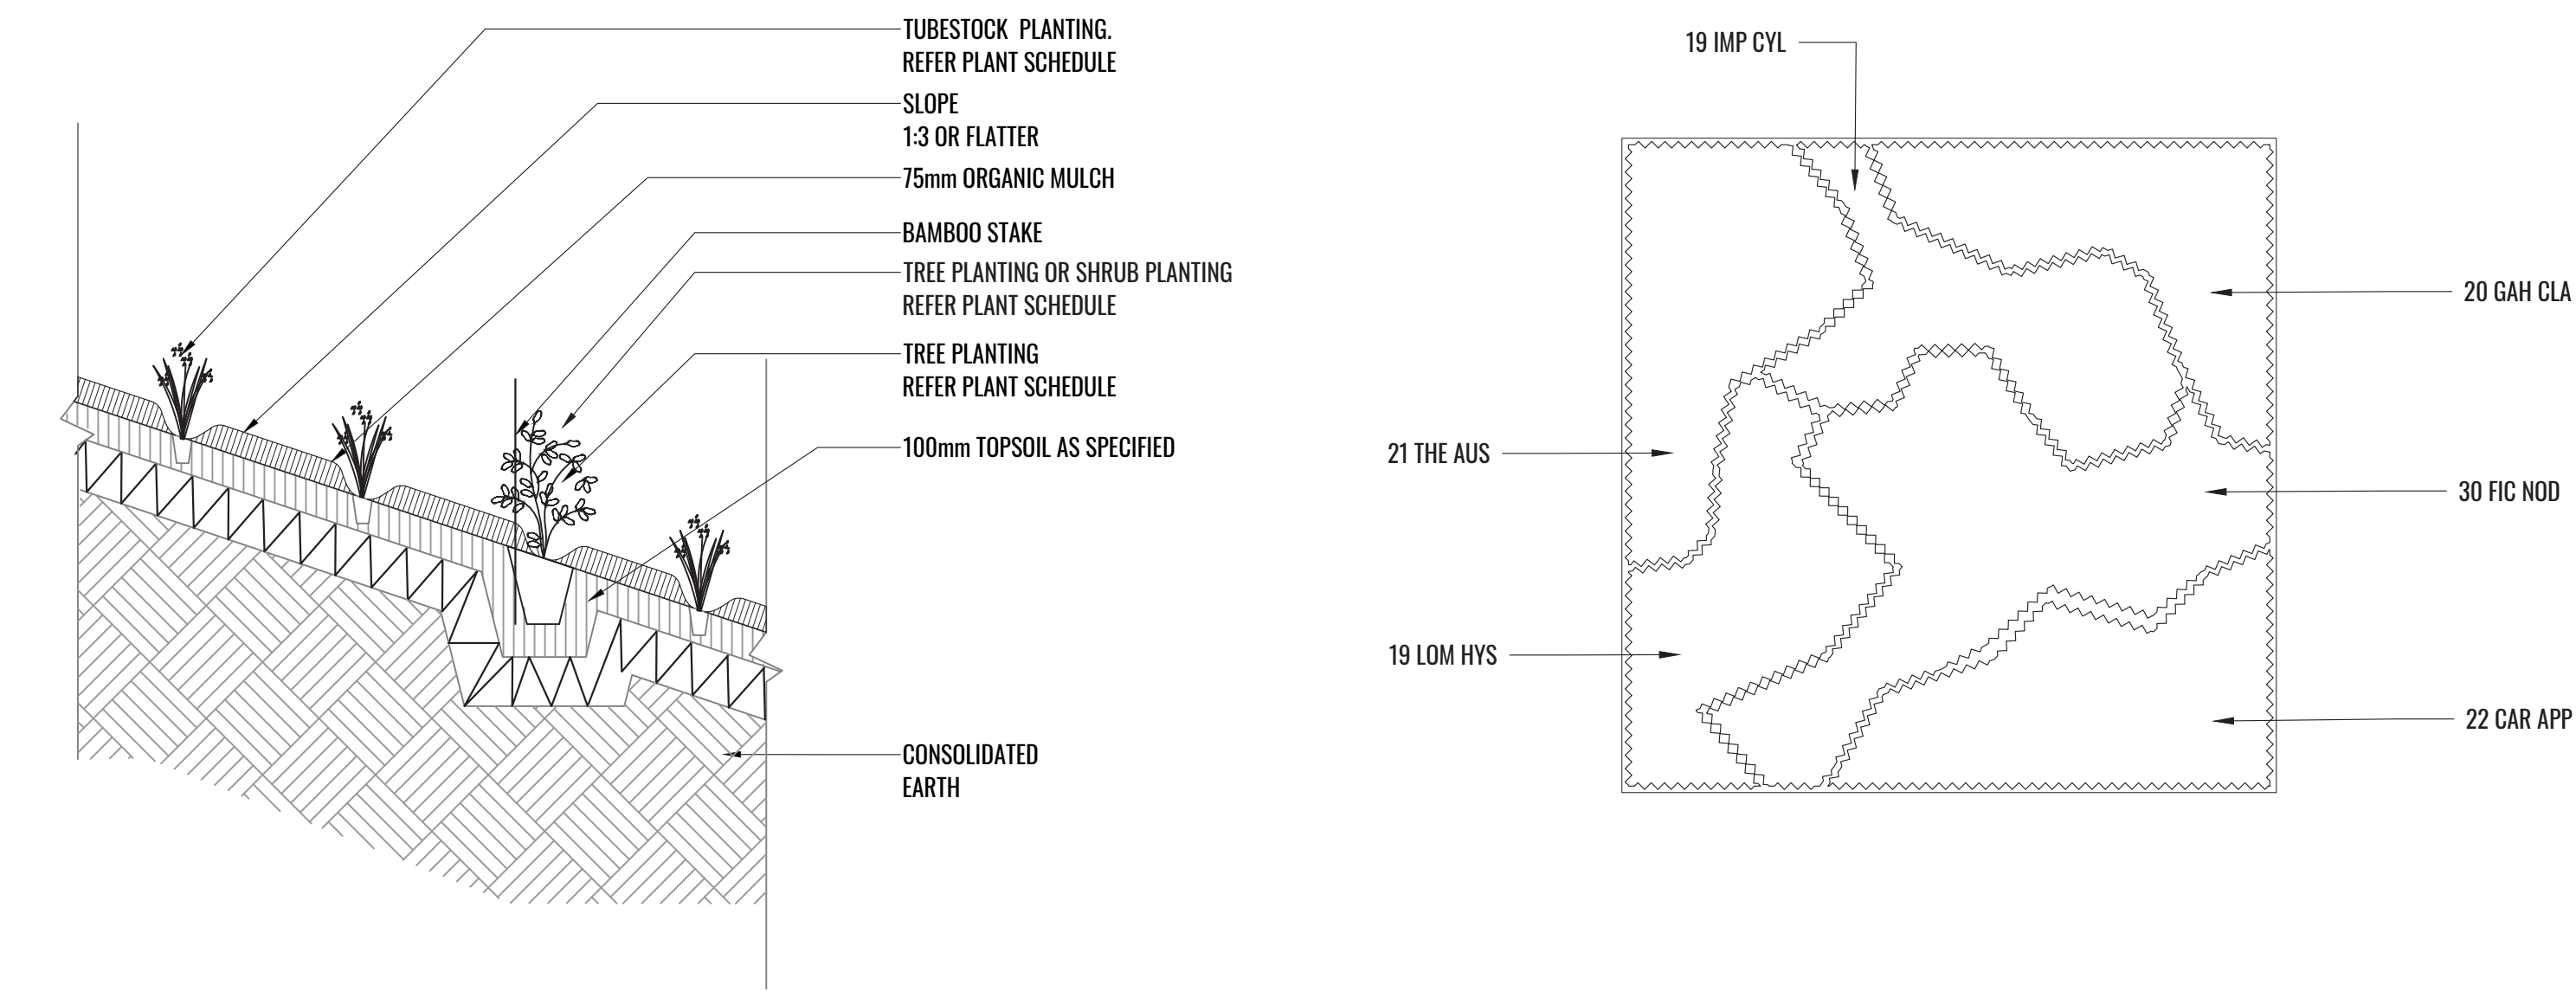 TUBESTOCK PLANTING.
REFER PLANT SCHEDULE
SLOPE
1:3 OR FLATTER
75mm ORGANIC MULCH
BAMBOO STAKE
TREE PLANTING OR SHRUB PLANTING
REFER PLANT SCHEDULE
TREE PLANTING
REFER PLANT SCHEDULE
100mm TOPSOIL AS SPECIFIED
CONSOLIDATED
EARTH
19 IMP CYL
20 GAH CLA
21 THE AUS
30 FIC NOD
19 LOM HYS
22 CAR APP